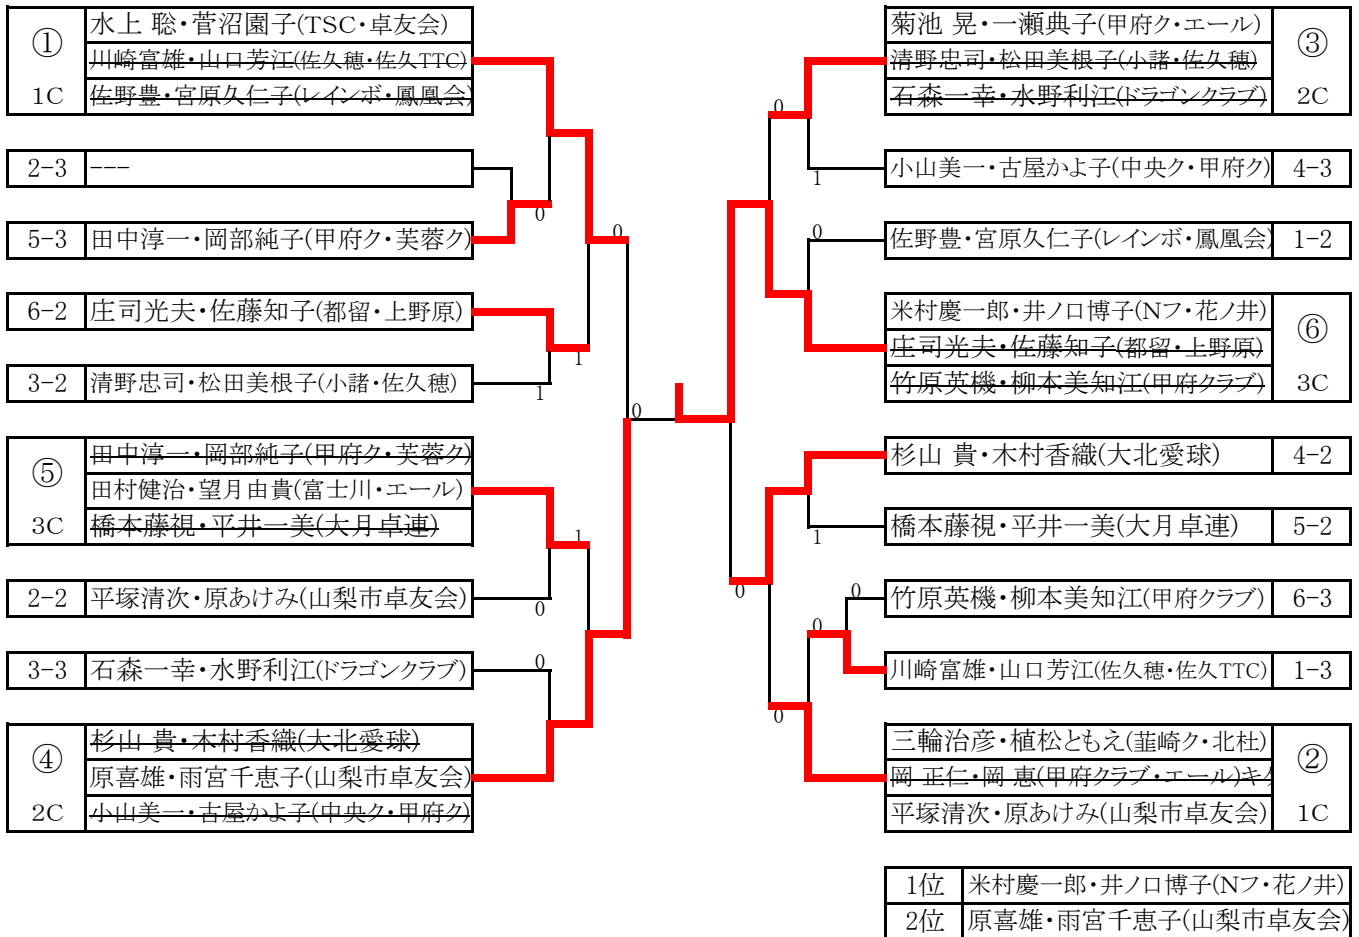 ①
1C
水上 聡・菅沼園子(TSC・卓友会)
川崎富雄・山口芳江(佐久穂・佐久TTC)
佐野豊・宮原久仁子(レインボ・鳳凰会)
2-3 ---
5-3 田中淳一・岡部純子(甲府ク・芙蓉ク)
6-2 庄司光夫・佐藤知子(都留・上野原)
3-2 清野忠司・松田美根子(小諸・佐久穂)
⑤
3C
田中淳一・岡部純子(甲府ク・芙蓉ク)
田村健治・望月由貴(富士川・エール)
橋本藤視・平井一美(大月卓連)
2-2 平塚清次・原あけみ(山梨市卓友会)
3-3 石森一幸・水野利江(ドラゴンクラブ)
④
2C
杉山 貴・木村香織(大北愛球)
原喜雄・雨宮千恵子(山梨市卓友会)
小山美一・古屋かよ子(中央ク・甲府ク)
0
0
1
1
1
0
0
0
0
1
0
1
0
0
0
0
0
菊池 晃・一瀬典子(甲府ク・エール)
清野忠司・松田美根子(小諸・佐久穂)
石森一幸・水野利江(ドラゴンクラブ)
③
2C
小山美一・古屋かよ子(中央ク・甲府ク) 4-3
佐野豊・宮原久仁子(レインボ・鳳凰会) 1-2
米村慶一郎・井ノ口博子(Nフ・花ノ井)
庄司光夫・佐藤知子(都留・上野原)
竹原英機・柳本美知江(甲府クラブ)
⑥
3C
杉山 貴・木村香織(大北愛球) 4-2
橋本藤視・平井一美(大月卓連) 5-2
竹原英機・柳本美知江(甲府クラブ) 6-3
川崎富雄・山口芳江(佐久穂・佐久TTC) 1-3
三輪治彦・植松ともえ(韮崎ク・北杜)
岡 正仁・岡 恵(甲府クラブ・エール)キ
平塚清次・原あけみ(山梨市卓友会)
②
1C
1位 米村慶一郎・井ノ口博子(Nフ・花ノ井)
2位 原喜雄・雨宮千恵子(山梨市卓友会)